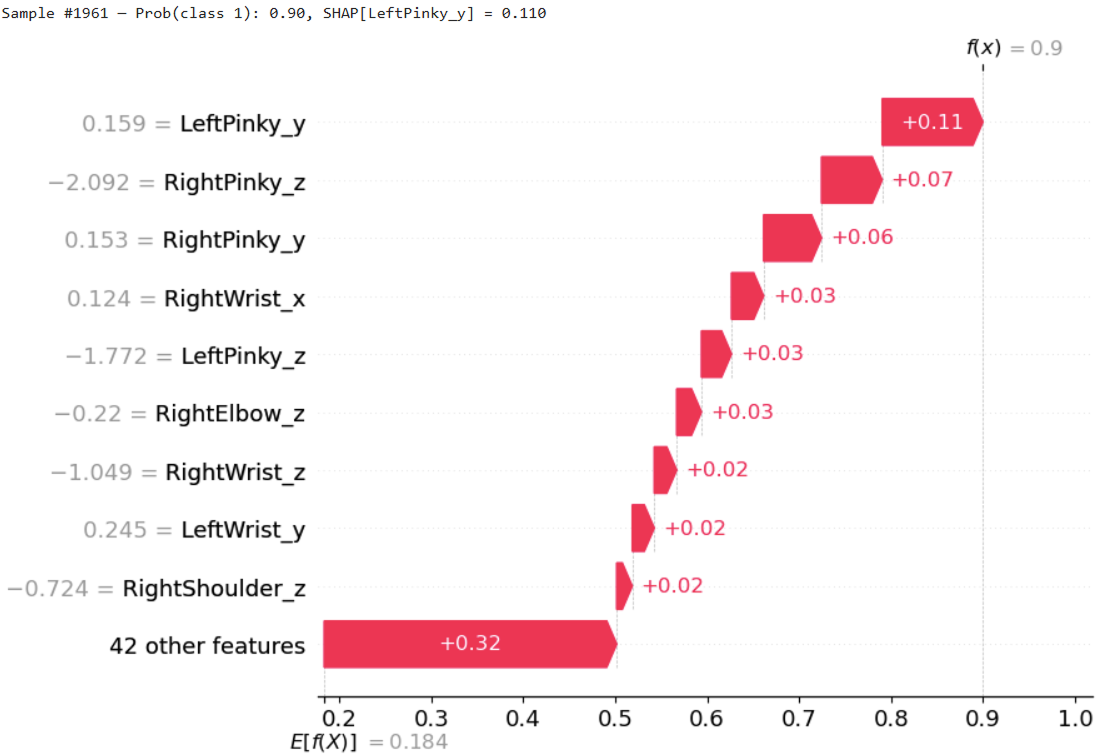 Sample #1961 – Prob(class 1): 0.90, SHAP[LeftPinky_y] = 0.110
f(x) = 0.9
0.159 = LeftPinky_y
+0.11
−2.092 = RightPinky_z
+0.07
0.153 = RightPinky_y
+0.06
0.124 = RightWrist_x
+0.03
−1.772 = LeftPinky_z
+0.03
−0.22 = RightElbow_z
+0.03
−1.049 = RightWrist_z
+0.02
0.245 = LeftWrist_y
+0.02
−0.724 = RightShoulder_z
+0.02
42 other features
+0.32
0.2 0.3 0.4 0.5 0.6 0.7 0.8 0.9 1.0
E[f(X)] = 0.184